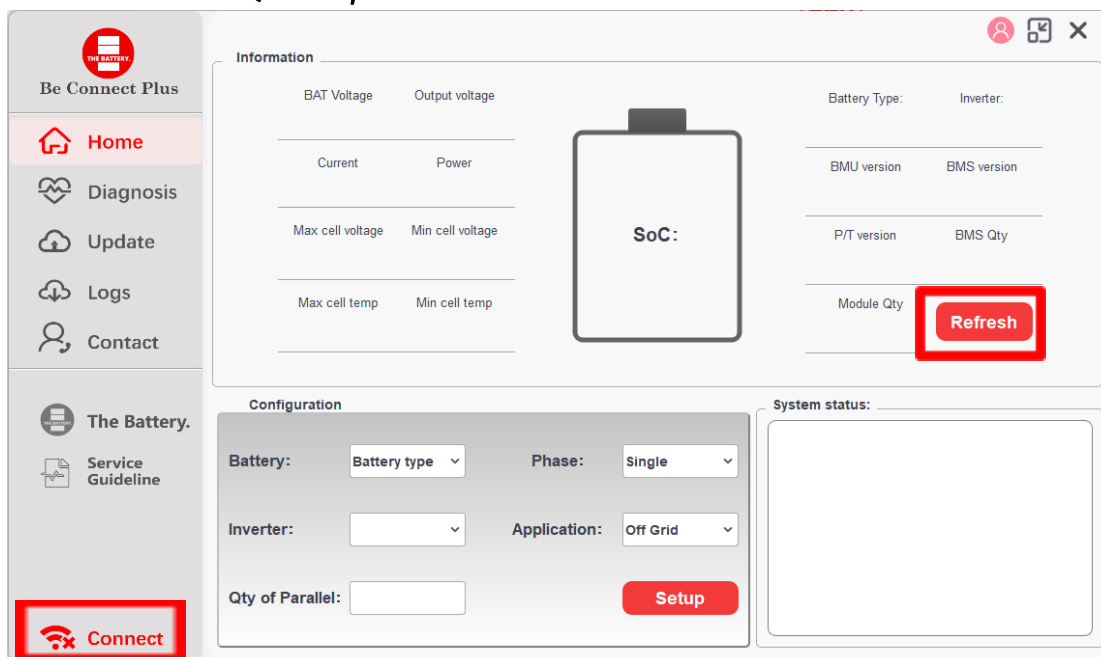 THE BATTERY.
Be Connect Plus
Home
Diagnosis
Update
Logs
Contact
THE BATTERY.
The Battery.
Service
Guideline
Connect
Information
BAT Voltage Output voltage
Current Power
Max cell voltage Min cell voltage
Max cell temp Min cell temp
SoC:
Battery Type: Inverter:
BMU version BMS version
P/T version BMS Qty
Module Qty
Refresh
Configuration
Battery: Battery type Phase: Single
Inverter: Application: Off Grid
Qty of Parallel: Setup
System status: